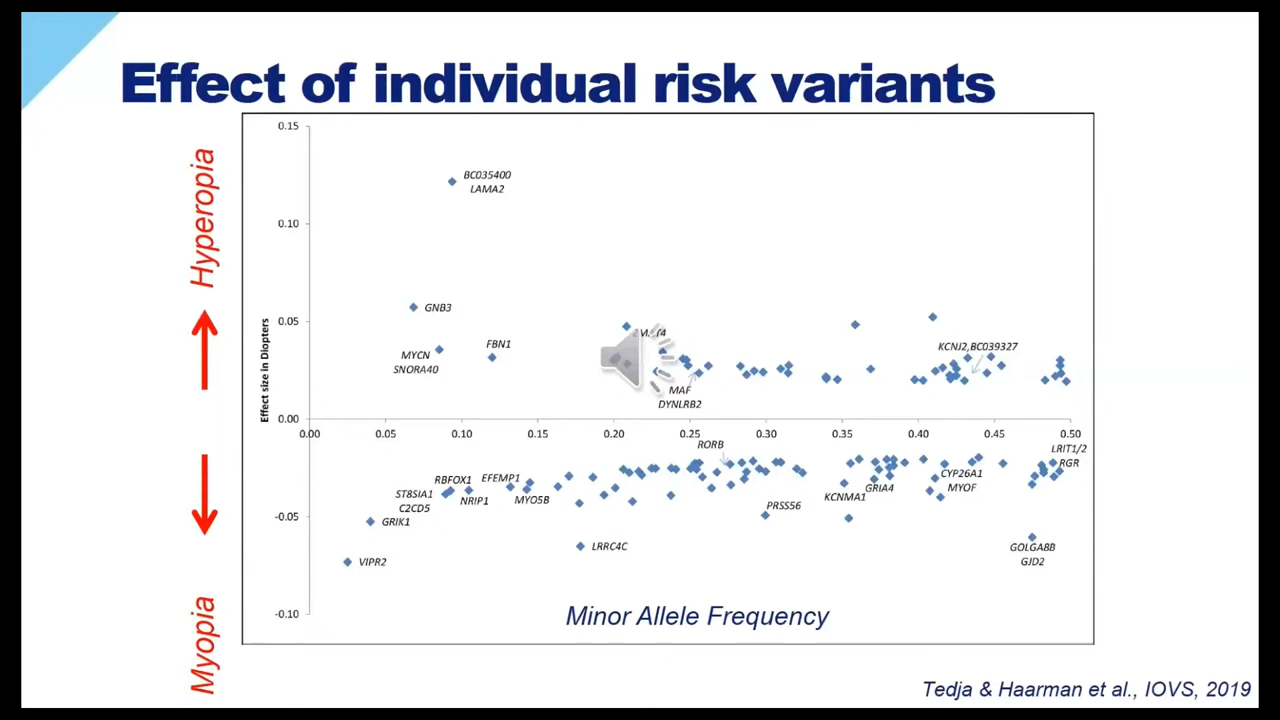 Effect of individual risk variants
Hyperopia
Myopia
Effect size in Diopters
0.15
0.10
0.05
0.00
-0.05
-0.10
0.00 0.05 0.10 0.15 0.20 0.25 0.30 0.35 0.40 0.45 0.50
BC035400
LAMA2
GNB3
MYCN
SNORA40
FBN1
KCNJ2,BC039327
MAF
DYNLRB2
RORB
LRIT1/2
RGR
RBFOX1
EFEMP1
ST8SIA1
C2CD5
NRIP1
MYO5B
GRIK1
VIPR2
LRRC4C
PRSS56
KCNMA1
GRIA4
CYP26A1
MYOF
GOLGA8B
GJD2
Minor Allele Frequency
Tedja & Haarman et al., IOVS, 2019